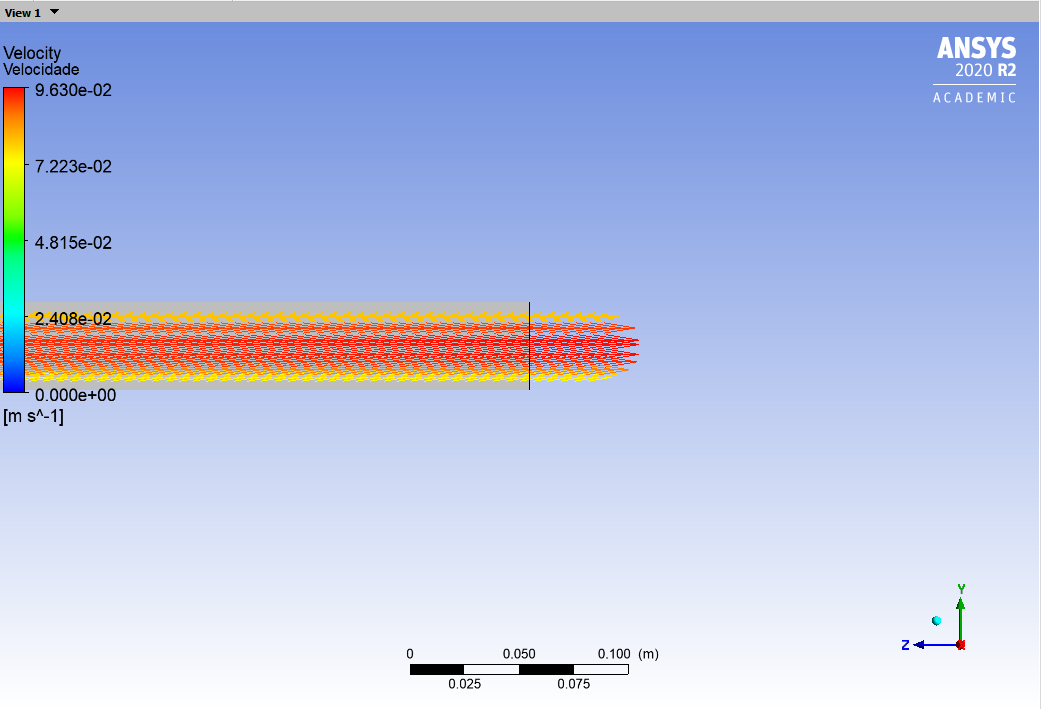 View 1
Velocity
Velocidade
9.630e-02
7.223e-02
4.815e-02
2.408e-02
0.000e+00
[m s^-1]
ANSYS
2020 R2
ACADEMIC
Y
Z
0 0.050 0.100 (m)
0.025 0.075